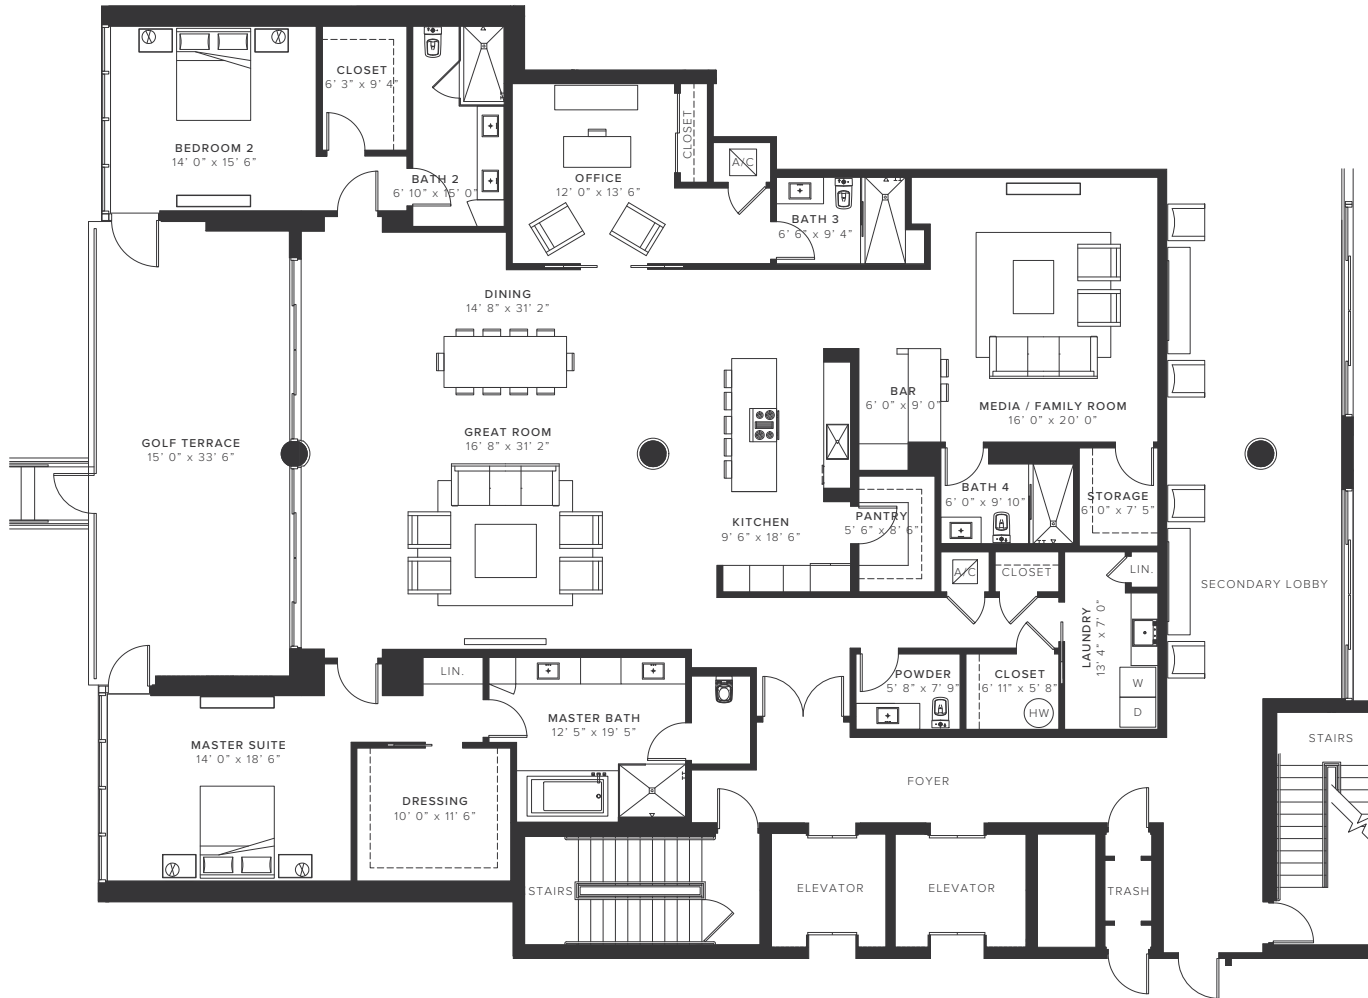 CLOSET
6' 3" x 9' 4"
BEDROOM 2
14' 0" x 15' 6"
BATH 2
6' 10" x 15' 0"
OFFICE
12' 0" x 13' 6"
CLOSET
A/C
BATH 3
6' 6" x 9' 4"
DINING
14' 8" x 31' 2"
BAR
6' 0" x 9' 0"
MEDIA / FAMILY ROOM
16' 0" x 20' 0"
GOLF TERRACE
15' 0" x 33' 6"
GREAT ROOM
16' 8" x 31' 2"
KITCHEN
9' 6" x 18' 6"
PANTRY
5' 6" x 8' 6"
BATH 4
6' 0" x 9' 10"
STORAGE
6' 0" x 7' 5"
A/C
CLOSET
LIN.
SECONDARY LOBBY
LAUNDRY
13' 4" x 7' 0"
LIN.
POWDER
5' 8" x 7' 9"
CLOSET
6' 11" x 5' 8"
HW
W
D
MASTER BATH
12' 5" x 19' 5"
MASTER SUITE
14' 0" x 18' 6"
STAIRS
FOYER
DRESSING
10' 0" x 11' 6"
STAIRS
ELEVATOR
ELEVATOR
TRASH